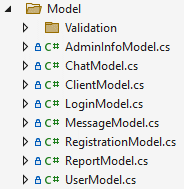 Model
Validation
C# AdminInfoModel.cs
C# ChatModel.cs
C# ClientModel.cs
C# LoginModel.cs
C# MessageModel.cs
C# RegistrationModel.cs
C# ReportModel.cs
C# UserModel.cs